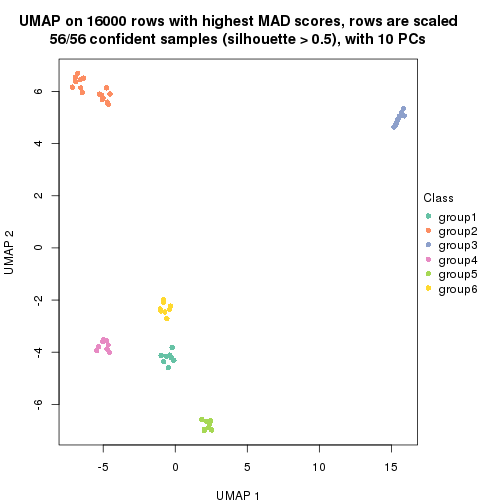 UMAP on 16000 rows with highest MAD scores, rows are scaled
56/56 confident samples (silhouette > 0.5), with 10 PCs
6
4
2
0
-2
-4
-6
UMAP 2
-5
0
5
10
15
UMAP 1
Class
group1
group2
group3
group4
group5
group6